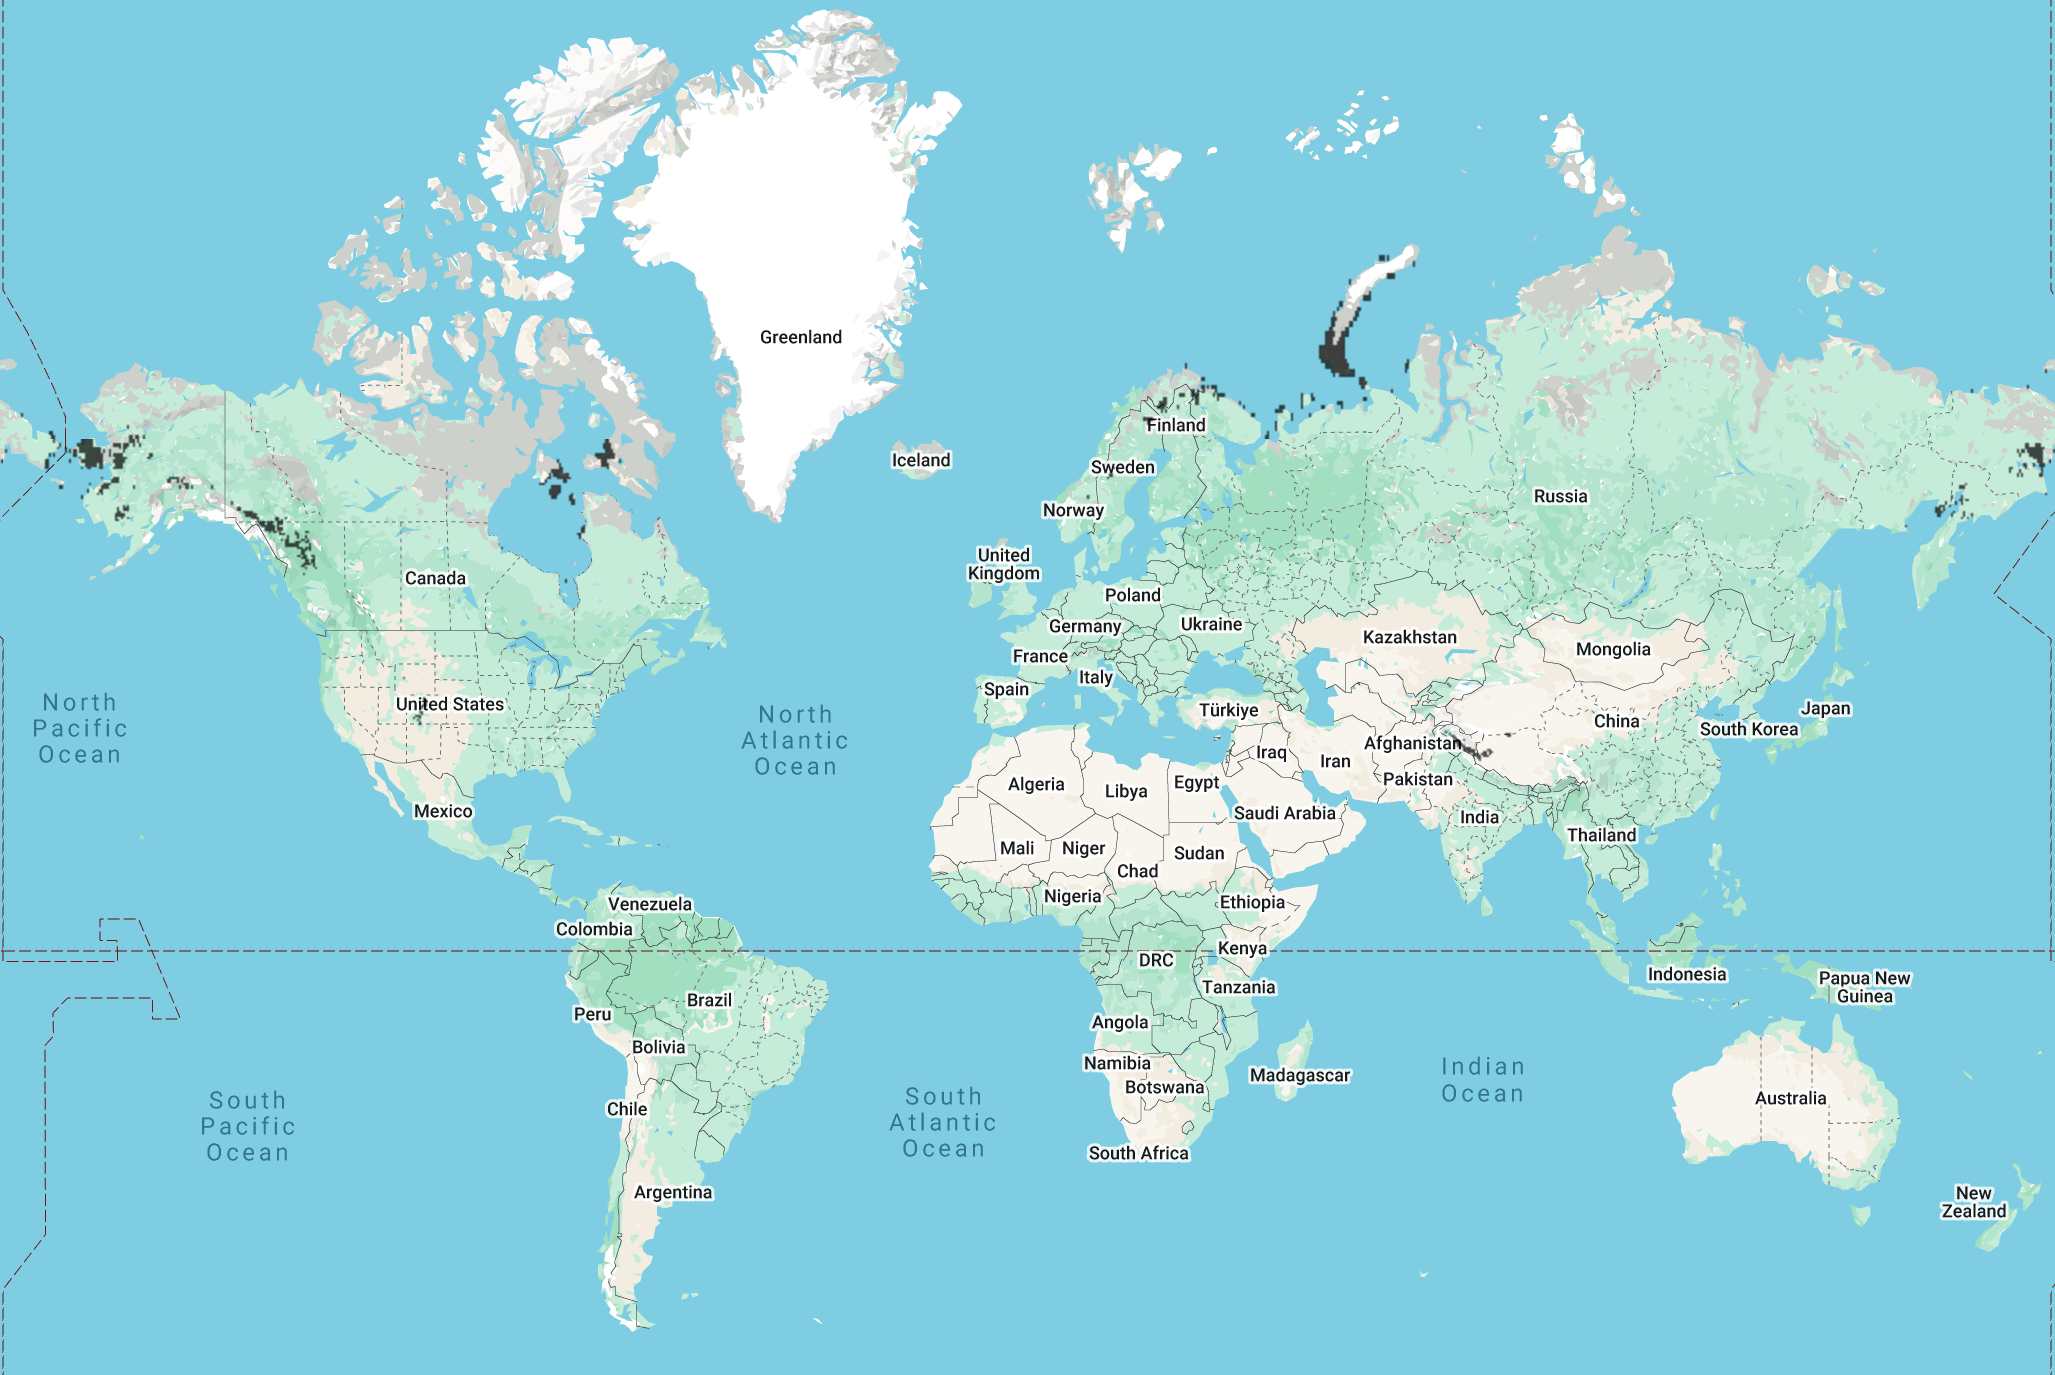 Greenland
Iceland
Finland
Sweden
Norway
Russia
United
Kingdom
Canada
Poland
Germany
Ukraine
Kazakhstan
Mongolia
France
Italy
Spain
United States
North
Pacific
Ocean
North
Atlantic
Ocean
Türkiye
China
Japan
South Korea
Afghanistan
Iraq
Iran
Pakistan
Algeria
Libya
Egypt
Saudi Arabia
India
Mexico
Thailand
Mali
Niger
Sudan
Chad
Nigeria
Ethiopia
Venezuela
Colombia
Kenya
DRC
Indonesia
Papua New
Guinea
Tanzania
Brazil
Peru
Angola
Bolivia
Namibia
Botswana
Madagascar
Indian
Ocean
Australia
Chile
South
Pacific
Ocean
South
Atlantic
Ocean
South Africa
Argentina
New
Zealand